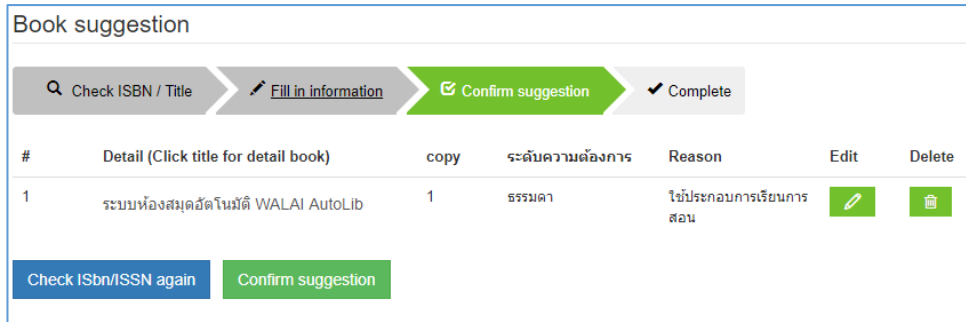 Book suggestion
Check ISBN / Title Fill in information Confirm suggestion Complete
# Detail (Click title for detail book) copy ระดับความต้องการ Reason Edit Delete
1 ระบบห้องสมุดอัตโนมัติ WALAI AutoLib 1 ธรรมดา ใช้ประกอบการเรียนการ
สอน
Check ISbn/ISSN again Confirm suggestion